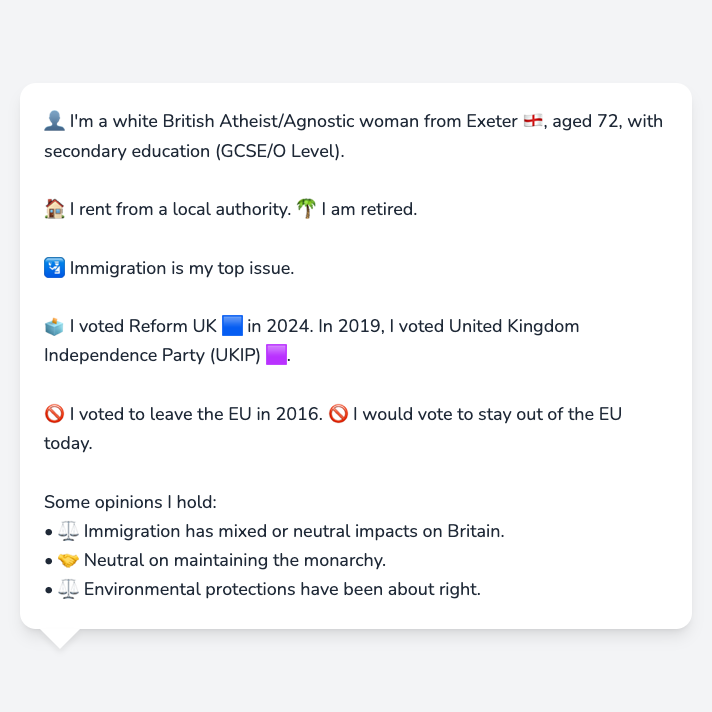 👤 I'm a white British Atheist/Agnostic woman from Exeter 🏴󠁧󠁢󠁥󠁮󠁧󠁿, aged 72, with
secondary education (GCSE/O Level).
🏠 I rent from a local authority. 🌴 I am retired.
🛂 Immigration is my top issue.
🗳️ I voted Reform UK 🟦 in 2024. In 2019, I voted United Kingdom
Independence Party (UKIP) 🟪.
🚫 I voted to leave the EU in 2016. 🚫 I would vote to stay out of the EU
today.
Some opinions I hold:
• ⚖️ Immigration has mixed or neutral impacts on Britain.
• 🤝 Neutral on maintaining the monarchy.
• ⚖️ Environmental protections have been about right.